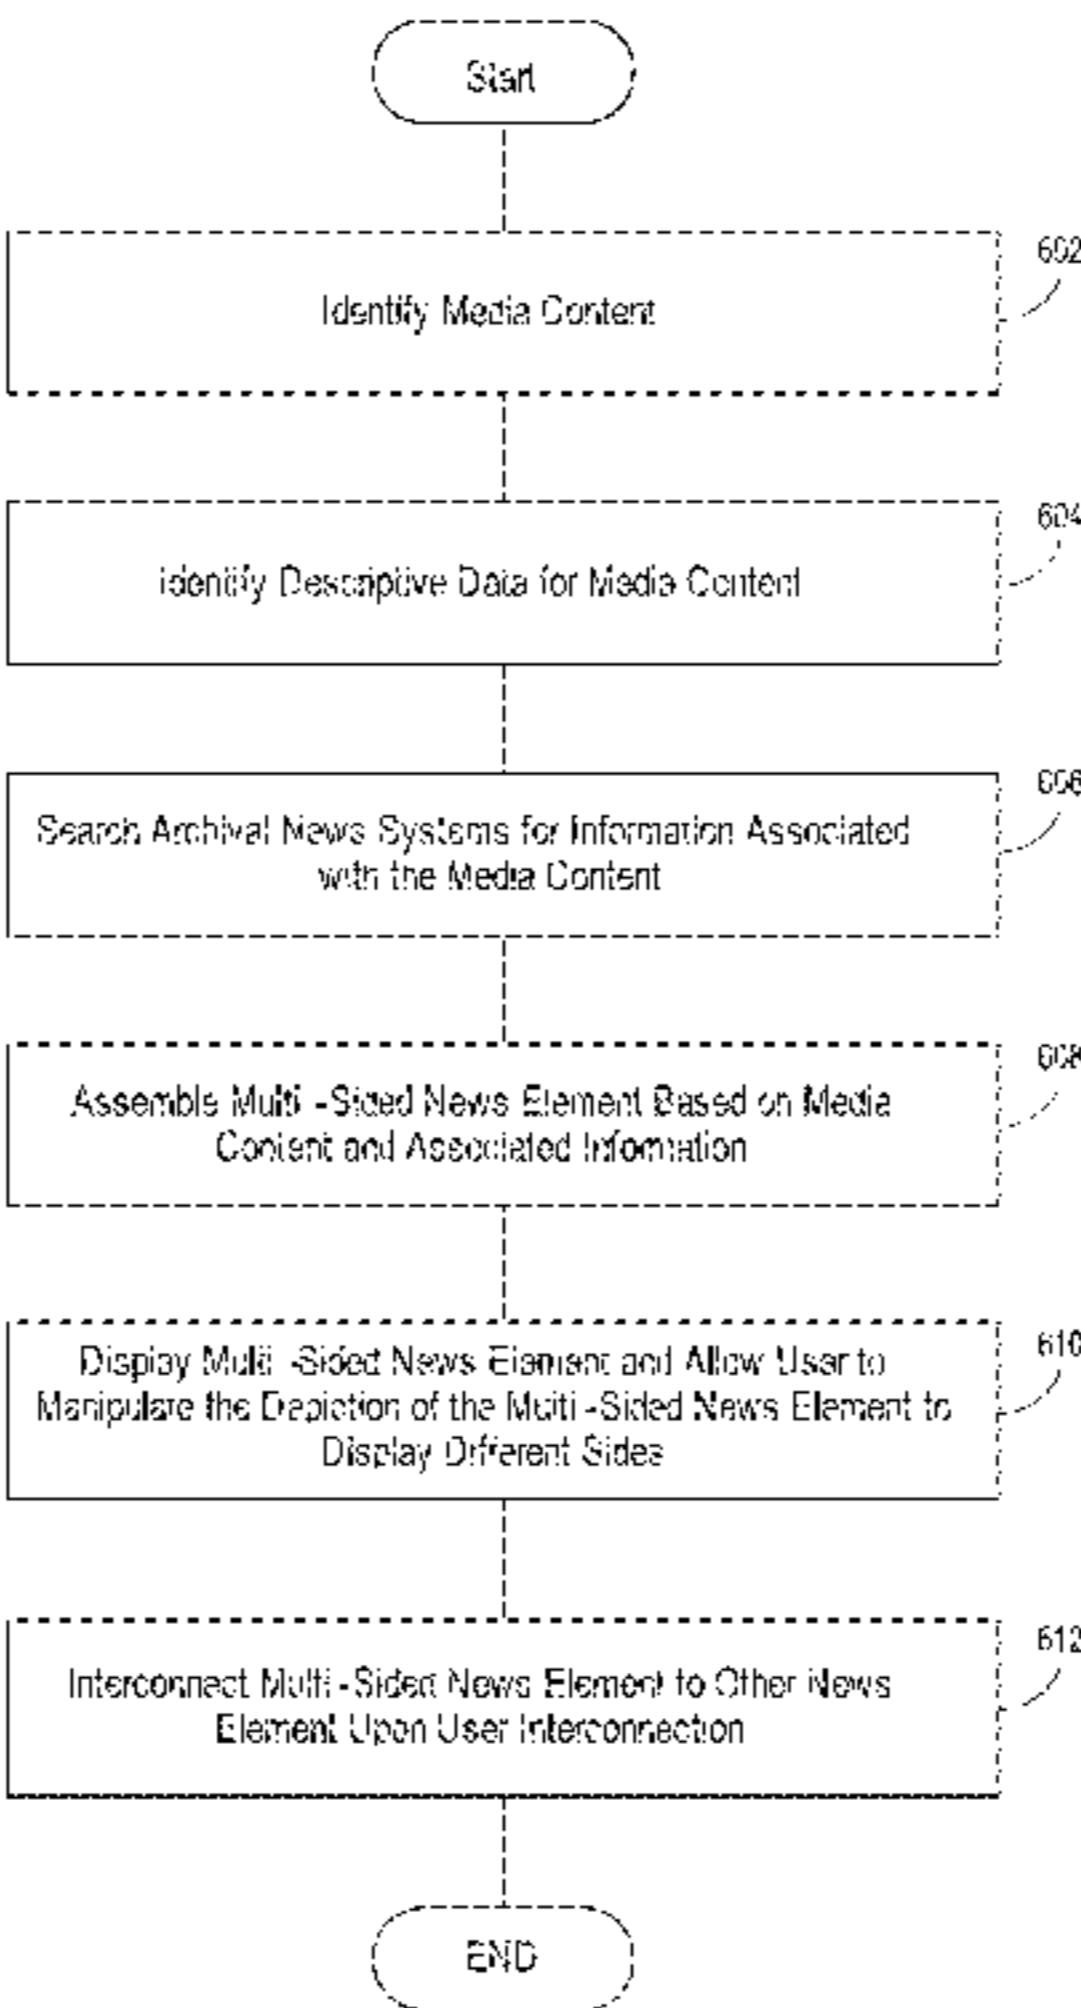 Start
602
Identify Media Content
604
Identify Descriptive Data for Media Content
606
Search Archival News Systems for Information Associated
with the Media Content
608
Assemble Multi -Sided News Element Based on Media
Content and Associated Information
610
Display Multi -Sided News Element and Allow User to
Manipulate the Depiction of the Multi -Sided News Element to
Display Different Sides
612
Interconnect Multi -Sided News Element to Other News
Element Upon User Interconnection
END